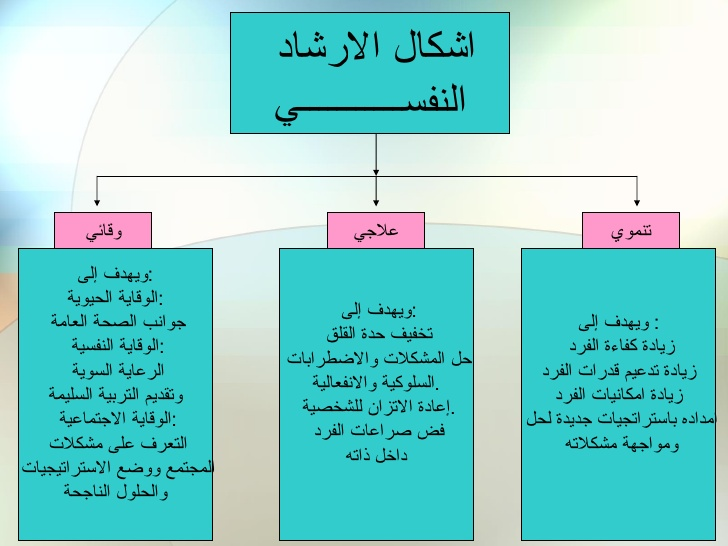 اشكال الارشاد
النفســـــــــــــي
تنموي
علاجي
وقائي
ويهدف إلى :
زيادة كفاءة الفرد
زيادة تدعيم قدرات الفرد
زيادة امكانيات الفرد
امداده باستراتجيات جديدة لحل
ومواجهة مشكلاته
ويهدف إلى:
تخفيف حدة القلق
حل المشكلات والاضطرابات
السلوكية والانفعالية.
إعادة الاتزان للشخصية.
فض صراعات الفرد
داخل ذاته
ويهدف إلى:
الوقاية الحيوية:
جوانب الصحة العامة
الوقاية النفسية:
الرعاية السوية
وتقديم التربية السليمة
الوقاية الاجتماعية:
التعرف على مشكلات
المجتمع ووضع الاستراتيجيات
والحلول الناجحة